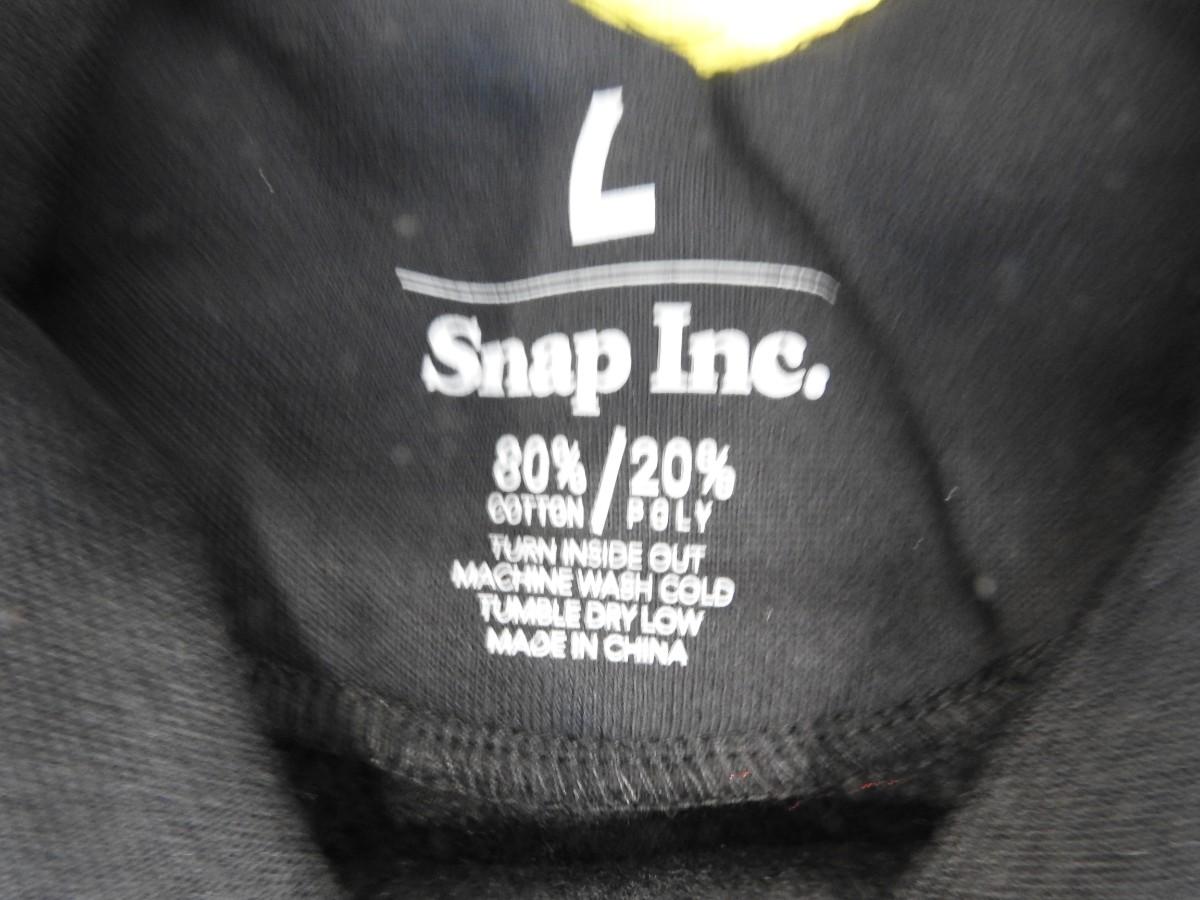 L
Snap Inc.
80% / 20%
COTTON POLY
TURN INSIDE OUT
MACHINE WASH COLD
TUMBLE DRY LOW
MADE IN CHINA